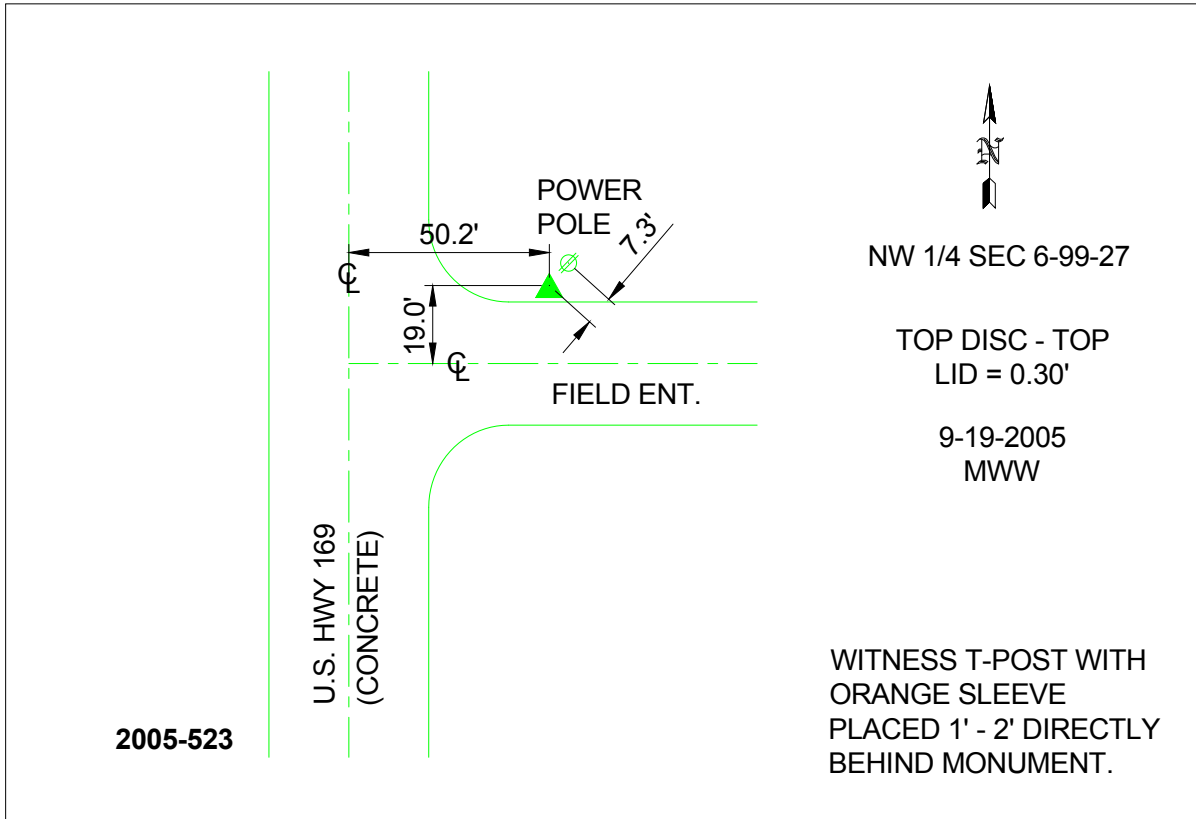 POWER
POLE
50.2'
7.3'
19.0'
℄
℄
FIELD ENT.
U.S. HWY 169
(CONCRETE)
2005-523
N
NW 1/4 SEC 6-99-27
TOP DISC - TOP
LID = 0.30'
9-19-2005
MWW
WITNESS T-POST WITH
ORANGE SLEEVE
PLACED 1' - 2' DIRECTLY
BEHIND MONUMENT.